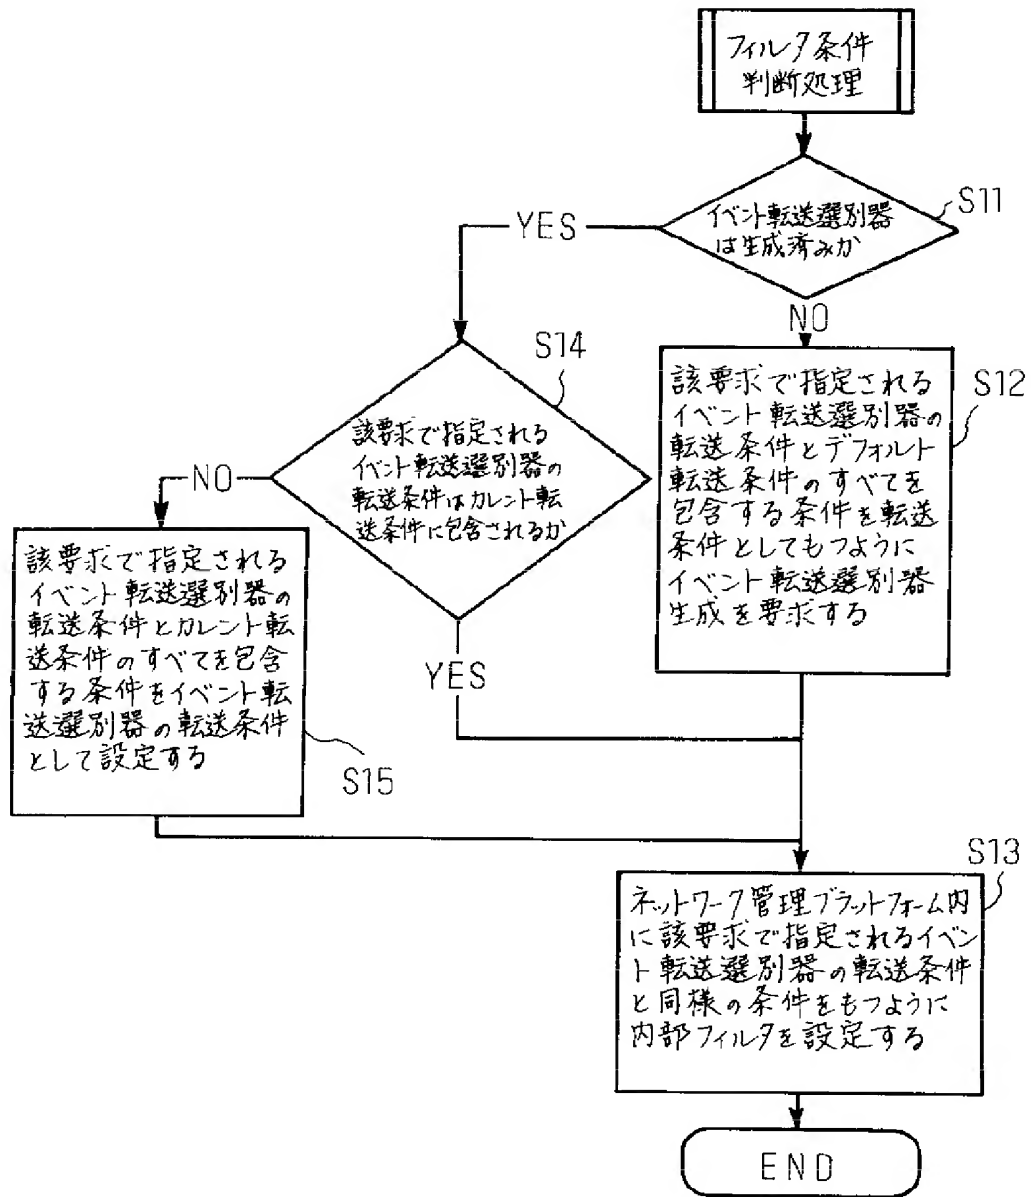 フィルタ条件
判断処理
イベント転送選別器
は生成済みか
S11
YES
NO
S14
該要求で指定される
イベント転送選別器の
転送条件はカレント転
送条件に包含されるか
NO
YES
該要求で指定される
イベント転送選別器の
転送条件とデフォルト
転送条件のすべてを
包含する条件を転送
条件としてもつように
イベント転送選別器
生成を要求する
S12
該要求で指定される
イベント転送選別器の
転送条件とカレント転
送条件のすべてを包含
する条件をイベント転
送選別器の転送条件
として設定する
S15
S13
ネットワーク管理プラットフォーム内
に該要求で指定されるイベン
ト転送選別器の転送条件
と同様の条件をもつように
内部フィルタを設定する
END